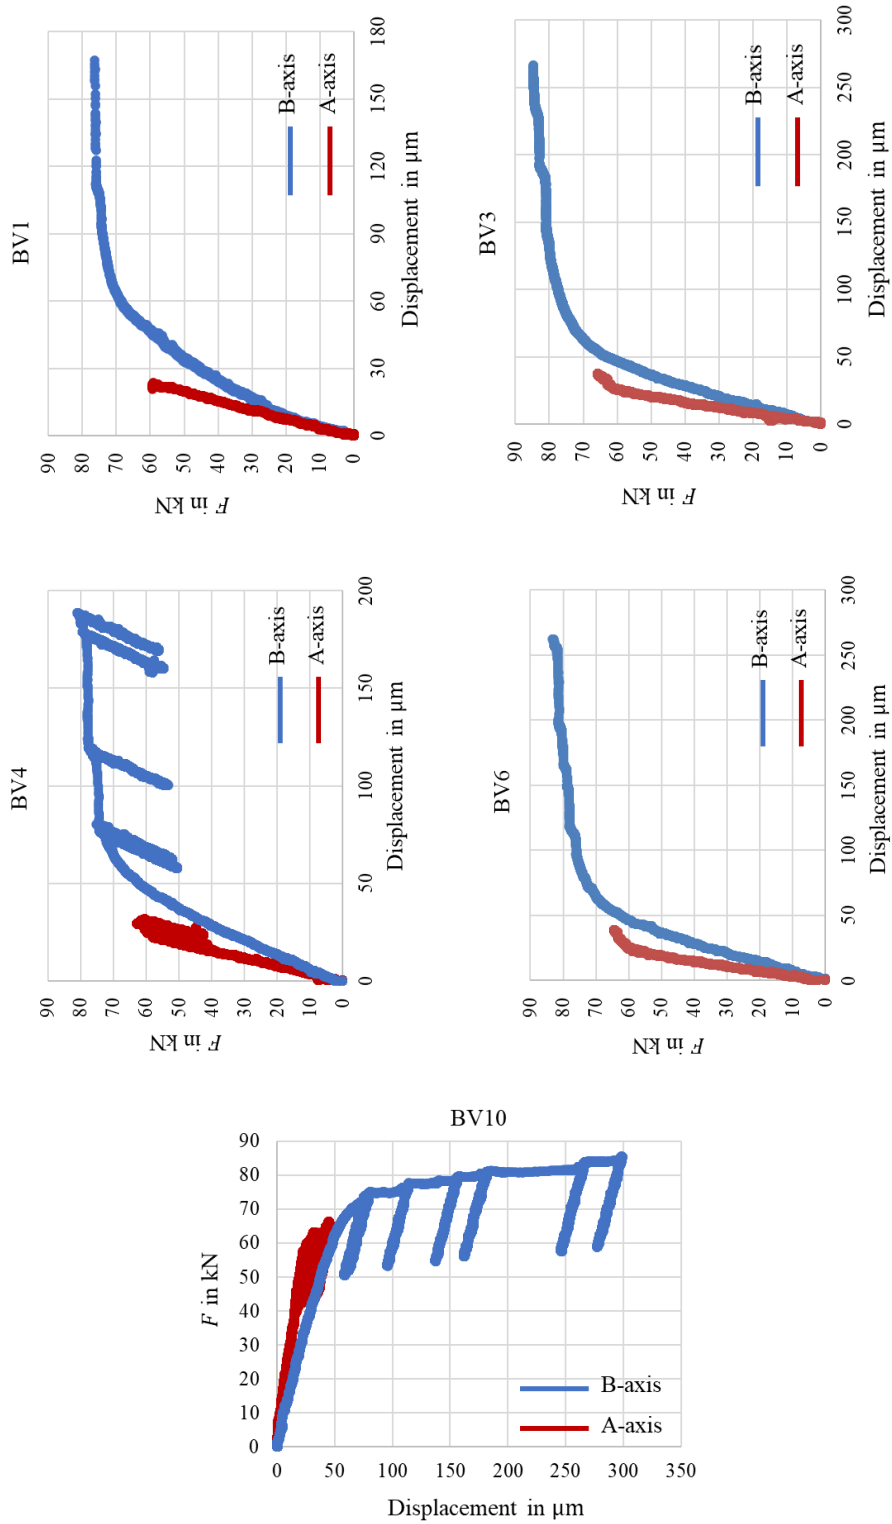 BV1
90
80
70
60
50
40
30
20
10
0
F in kN
0
30
60
90
120
150
180
Displacement in µm
B-axis
A-axis
BV3
90
80
70
60
50
40
30
20
10
0
F in kN
0
50
100
150
200
250
300
Displacement in µm
B-axis
A-axis
BV4
90
80
70
60
50
40
30
20
10
0
F in kN
0
50
100
150
200
Displacement in µm
B-axis
A-axis
BV6
90
80
70
60
50
40
30
20
10
0
F in kN
0
50
100
150
200
250
300
Displacement in µm
B-axis
A-axis
BV10
90
80
70
60
50
40
30
20
10
0
F in kN
0 50 100 150 200 250 300 350
Displacement in µm
B-axis
A-axis